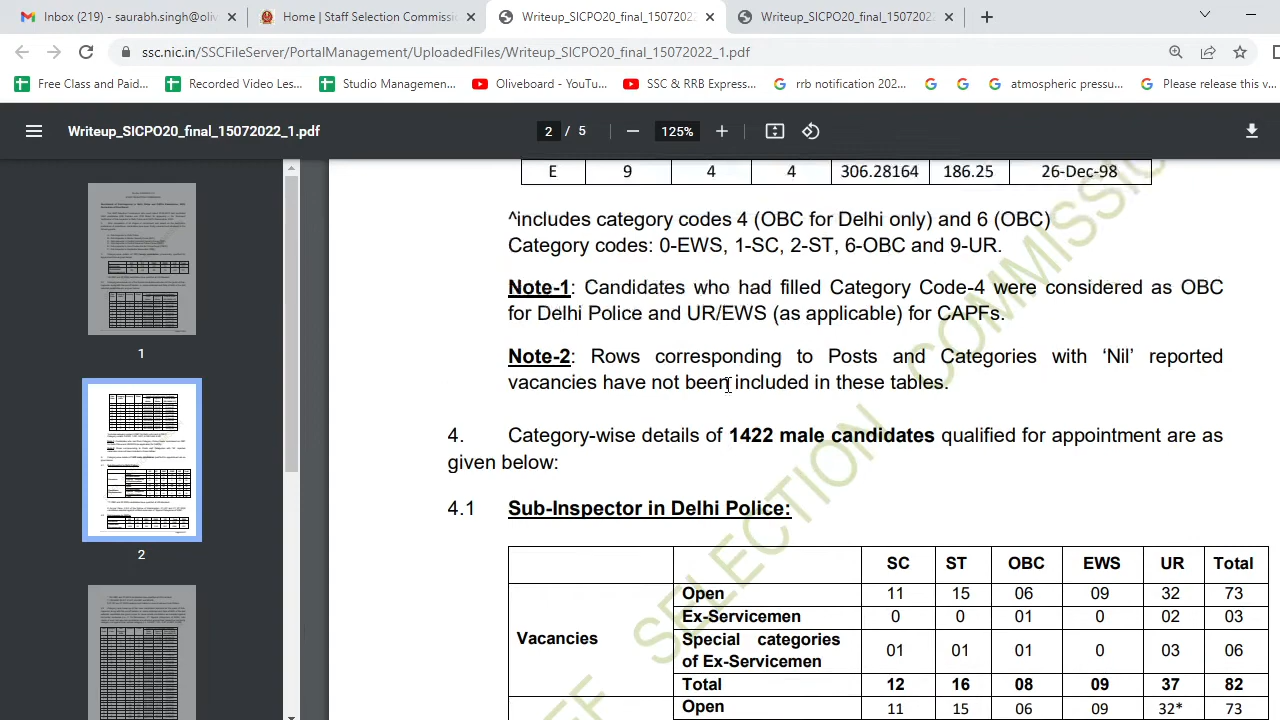 Inbox (219) - saurabh.singh@oliv
Home | Staff Selection Commissio
Writeup_SICPO20_final_15072022
Writeup_SICPO20_final_15072022
ssc.nic.in/SSCFileServer/PortalManagement/UploadedFiles/Writeup_SICPO20_final_15072022_1.pdf
Free Class and Paid...
Recorded Video Les...
Studio Managemen...
Oliveboard - YouTu...
SSC & RRB Express...
rrb notification 202...
atmospheric pressu...
Please release this v...
Writeup_SICPO20_final_15072022_1.pdf
2 / 5
125%
E 9 4 4 306.28164 186.25 26-Dec-98
^includes category codes 4 (OBC for Delhi only) and 6 (OBC)
Category codes: 0-EWS, 1-SC, 2-ST, 6-OBC and 9-UR.
Note-1: Candidates who had filled Category Code-4 were considered as OBC
for Delhi Police and UR/EWS (as applicable) for CAPFs.
Note-2: Rows corresponding to Posts and Categories with ‘Nil’ reported
vacancies have not been included in these tables.
4. Category-wise details of 1422 male candidates qualified for appointment are as
given below:
4.1 Sub-Inspector in Delhi Police:
SC ST OBC EWS UR Total
Vacancies
Open 11 15 06 09 32 73
Ex-Servicemen 0 0 01 0 02 03
Special categories
of Ex-Servicemen 01 01 01 0 03 06
Total 12 16 08 09 37 82
Open 11 15 06 09 32* 73
1
2
SELECTION COMMISSIO